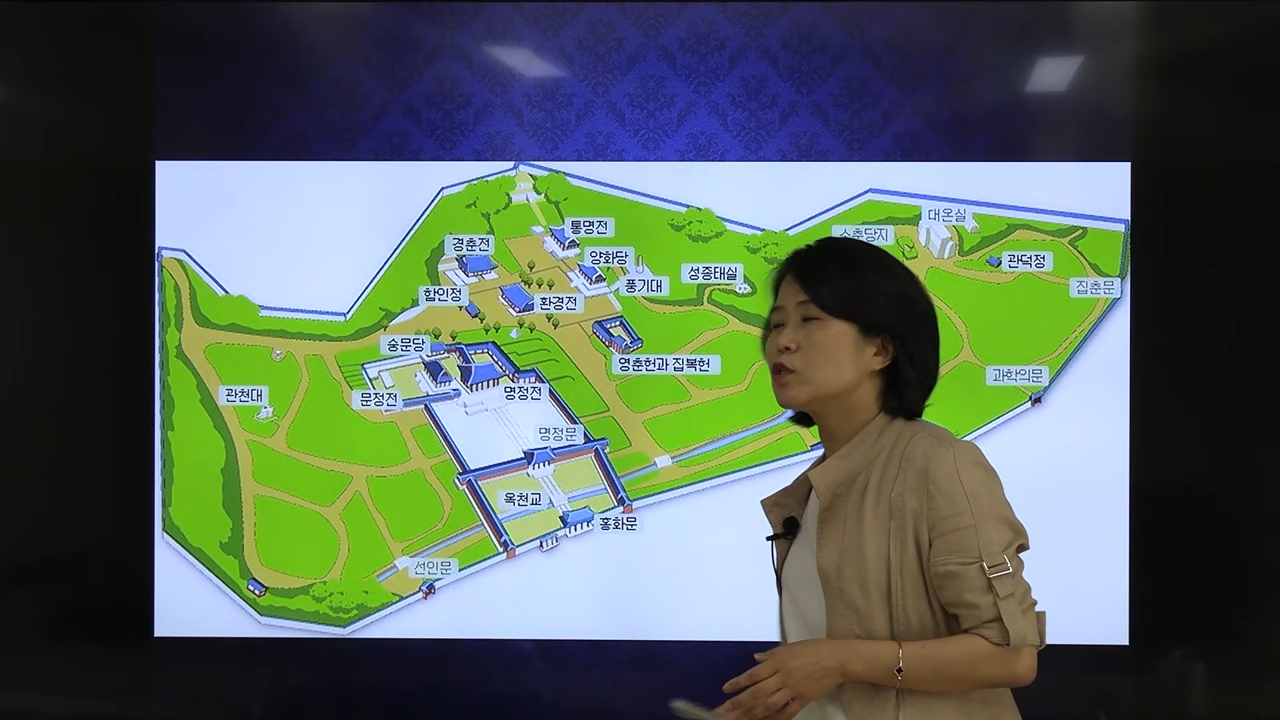 대온실
통명전
춘당지
경춘전
양화당
관덕정
성종태실
풍기대
집춘문
함인정
환경전
숭문당
영춘헌과 집복헌
과학의문
관천대
명정전
문정전
명정문
옥천교
홍화문
선인문